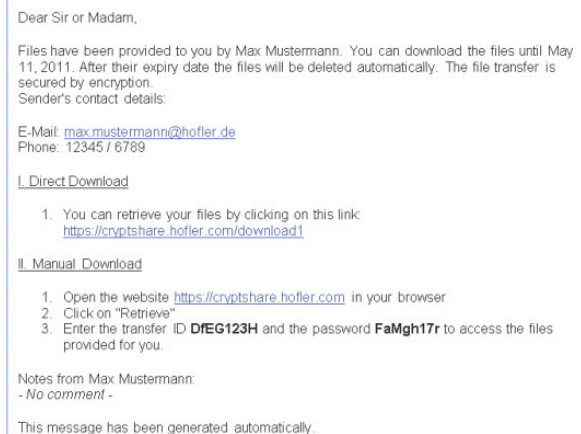 Dear Sir or Madam,
Files have been provided to you by Max Mustermann. You can download the files until May
11, 2011. After their expiry date the files will be deleted automatically. The file transfer is
secured by encryption.
Sender's contact details:
E-Mail: max.mustermann@hofler.de
Phone: 12345 / 6789
I. Direct Download
1. You can retrieve your files by clicking on this link:
https://cryptshare.hofler.com/download1
II. Manual Download
1. Open the website https://cryptshare.hofler.com in your browser
2. Click on "Retrieve"
3. Enter the transfer ID DfEG123H and the password FaMgh17r to access the files
provided for you.
Notes from Max Mustermann:
- No comment -
This message has been generated automatically.